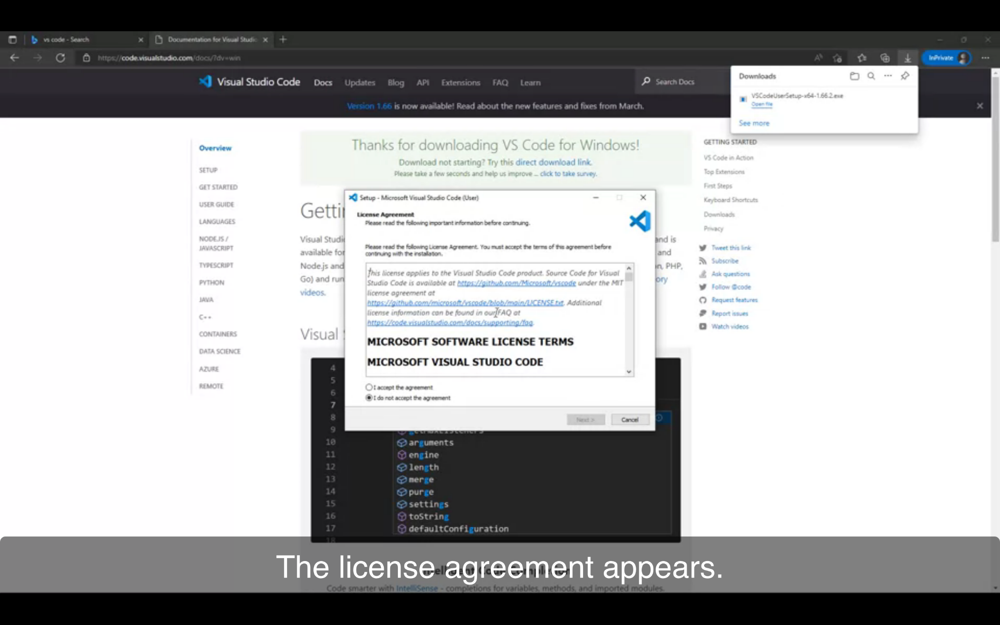 vs code - Search
Documentation for Visual Studi
https://code.visualstudio.com/docs/?dv=win
InPrivate
Visual Studio Code
Docs
Updates
Blog
API
Extensions
FAQ
Learn
Search Docs
Downloads
VSCodeUserSetup-x64-1.66.2.exe
Open file
See more
Version 1.66 is now available! Read about the new features and fixes from March.
Overview
SETUP
GET STARTED
USER GUIDE
LANGUAGES
NODE.JS /
JAVASCRIPT
TYPESCRIPT
PYTHON
JAVA
C++
CONTAINERS
DATA SCIENCE
AZURE
REMOTE
Thanks for downloading VS Code for Windows!
Download not starting? Try this direct download link.
Please take a few seconds and help us improve ... click to take survey.
Visual Studi
and is
available for
and
Node.js and
n, PHP,
Go) and run
ory
videos.
Visual
Setup - Microsoft Visual Studio Code (User)
License Agreement
Please read the following important information before continuing.
Please read the following License Agreement. You must accept the terms of this agreement before
continuing with the installation.
This license applies to the Visual Studio Code product. Source Code for Visual
Studio Code is available at https://github.com/Microsoft/vscode under the MIT
license agreement at
https://github.com/microsoft/vscode/blob/main/LICENSE.txt. Additional
license information can be found in our FAQ at
https://code.visualstudio.com/docs/supporting/faq.
MICROSOFT SOFTWARE LICENSE TERMS
MICROSOFT VISUAL STUDIO CODE
I accept the agreement
I do not accept the agreement
Next >
Cancel
4
5
6
7
8
9 getMaxListeners
10 arguments
11 engine
12 length
13 merge
14 purge
15 settings
16 toString
17 defaultConfiguration
18
GETTING STARTED
VS Code in Action
Top Extensions
First Steps
Keyboard Shortcuts
Downloads
Privacy
Tweet this link
Subscribe
Ask questions
Follow @code
Request features
Report issues
Watch videos
The license agreement appears.
Code smarter with IntelliSense - completions for variables, methods, and imported modules.